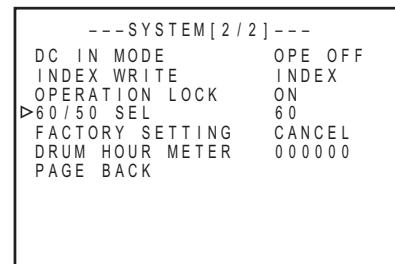 ---SYSTEM[2/2]---
DC IN MODE OPE OFF
INDEX WRITE INDEX
OPERATION LOCK ON
▷60/50 SEL 60
FACTORY SETTING CANCEL
DRUM HOUR METER 000000
PAGE BACK